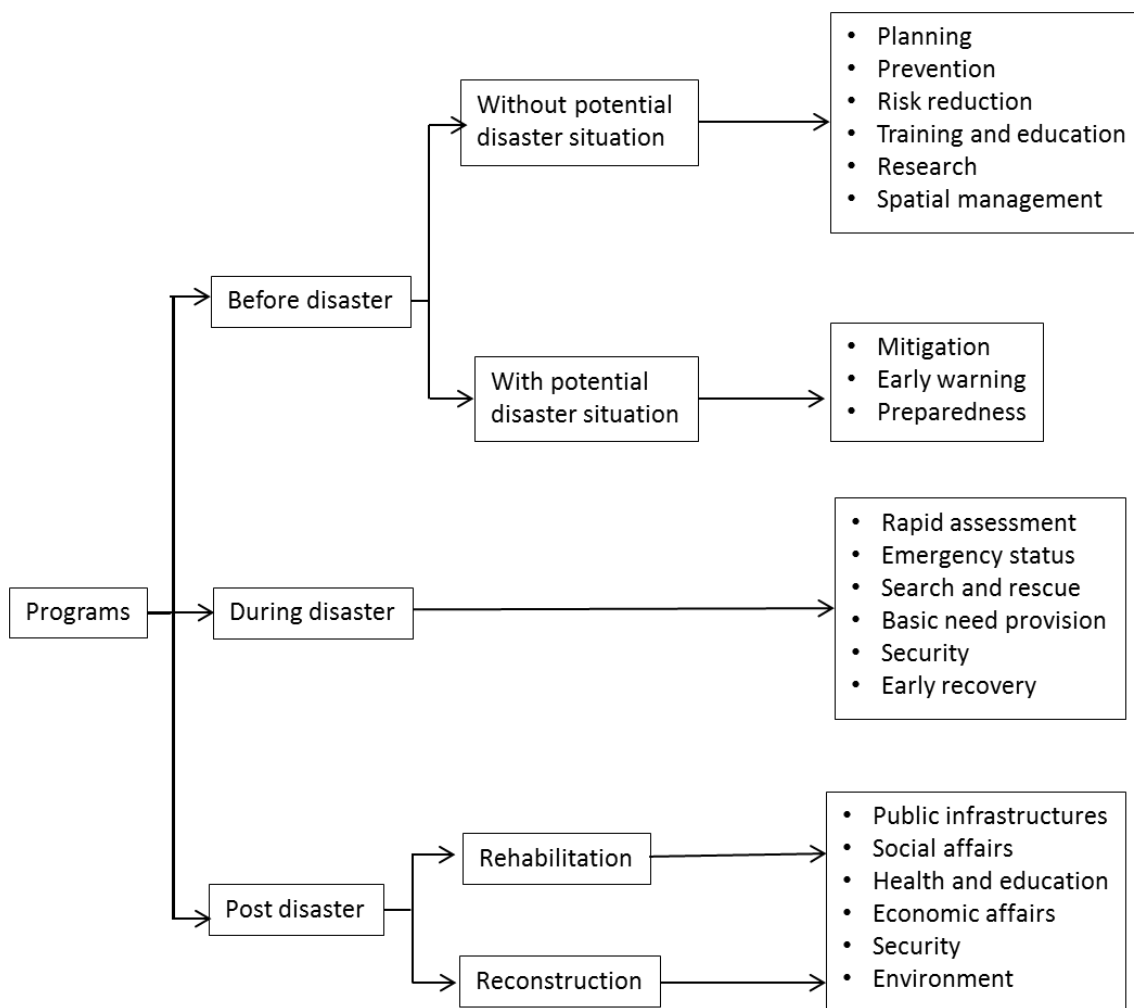 Programs
Before disaster
Without potential
disaster situation
• Planning
• Prevention
• Risk reduction
• Training and education
• Research
• Spatial management
With potential
disaster situation
• Mitigation
• Early warning
• Preparedness
During disaster
• Rapid assessment
• Emergency status
• Search and rescue
• Basic need provision
• Security
• Early recovery
Post disaster
Rehabilitation
Reconstruction
• Public infrastructures
• Social affairs
• Health and education
• Economic affairs
• Security
• Environment